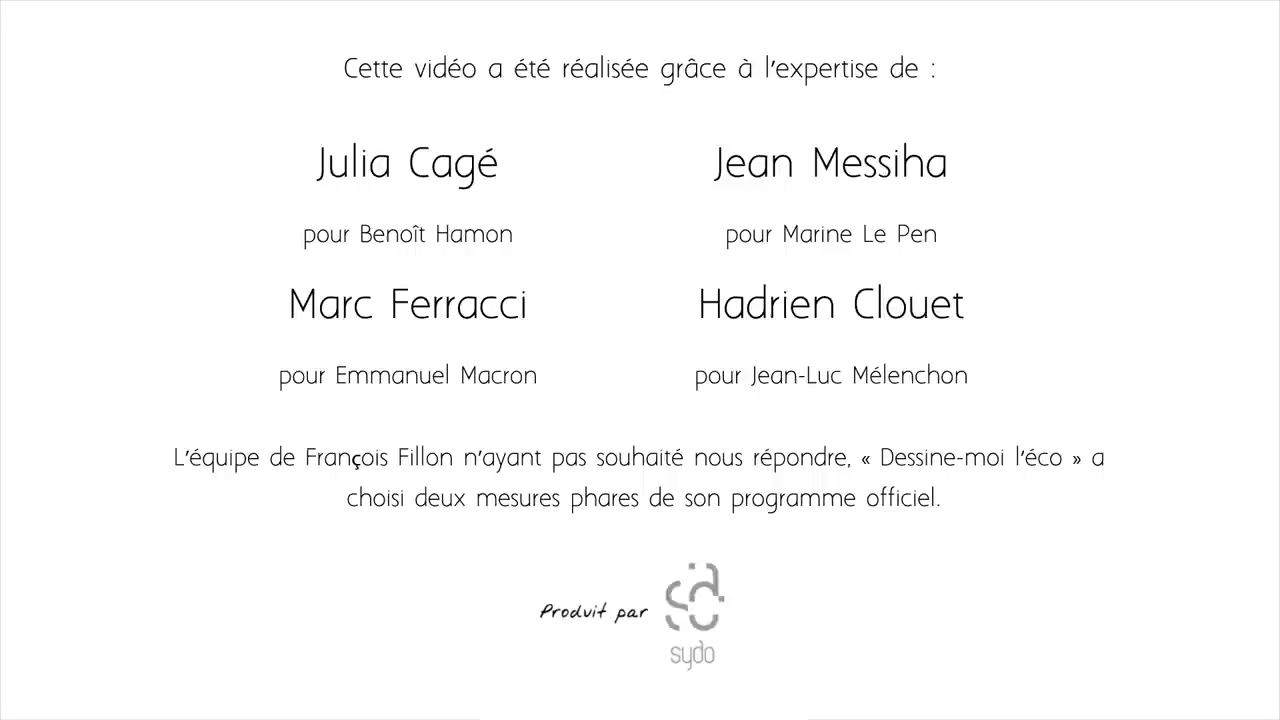 Cette vidéo a été réalisée grâce à l'expertise de :
Julia Cagé
pour Benoît Hamon
Jean Messiha
pour Marine Le Pen
Marc Ferracci
pour Emmanuel Macron
Hadrien Clouet
pour Jean-Luc Mélenchon
L'équipe de François Fillon n'ayant pas souhaité nous répondre, « Dessine-moi l'éco » a
choisi deux mesures phares de son programme officiel.
Produit par
sydo